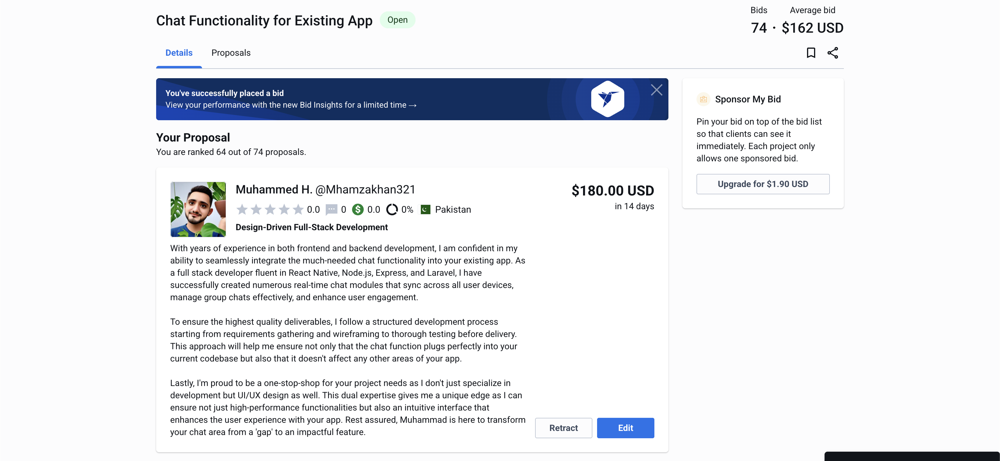 Chat Functionality for Existing App
Open
Bids
Average bid
74 · $162 USD
Details
Proposals
You've successfully placed a bid
View your performance with the new Bid Insights for a limited time →
Your Proposal
You are ranked 64 out of 74 proposals.
Muhammed H. @Mhamzakhan321
0.0 0 0.0 0% Pakistan
Design-Driven Full-Stack Development
$180.00 USD
in 14 days
With years of experience in both frontend and backend development, I am confident in my
ability to seamlessly integrate the much-needed chat functionality into your existing app. As
a full stack developer fluent in React Native, Node.js, Express, and Laravel, I have
successfully created numerous real-time chat modules that sync across all user devices,
manage group chats effectively, and enhance user engagement.
To ensure the highest quality deliverables, I follow a structured development process
starting from requirements gathering and wireframing to thorough testing before delivery.
This approach will help me ensure not only that the chat function plugs perfectly into your
current codebase but also that it doesn't affect any other areas of your app.
Lastly, I'm proud to be a one-stop-shop for your project needs as I don't just specialize in
development but UI/UX design as well. This dual expertise gives me a unique edge as I can
ensure not just high-performance functionalities but also an intuitive interface that
enhances the user experience with your app. Rest assured, Muhammad is here to transform
your chat area from a 'gap' to an impactful feature.
Retract
Edit
Sponsor My Bid
Pin your bid on top of the bid list
so that clients can see it
immediately. Each project only
allows one sponsored bid.
Upgrade for $1.90 USD